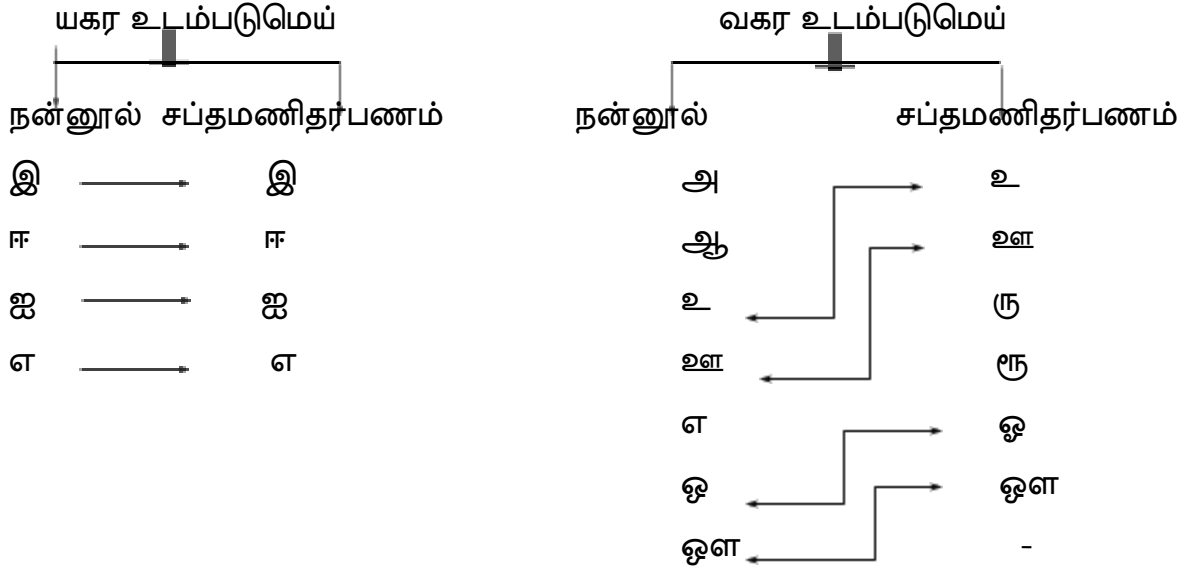 யகர உடம்படுமெய் வகர உடம்படுமெய்
நன்னூல் சப்தமணிதர்பணம் நன்னூல் சப்தமணிதர்பணம்
இ இ அ உ
ஈ ஈ ஆ ஊ
ஐ ஐ உ ரு
எ எ ஊ ரூ
எ ஓ
ஒ ஔ
ஔ -